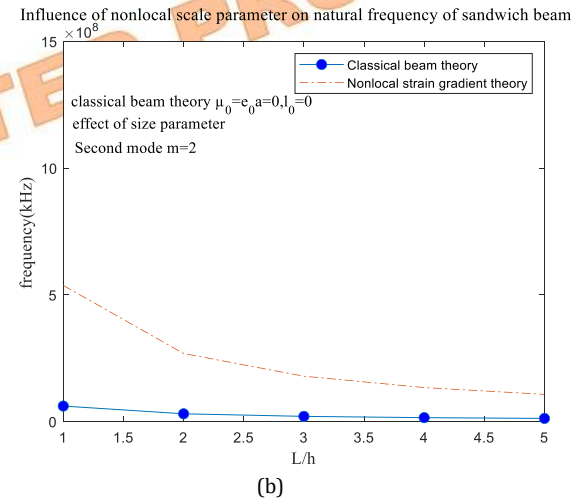 Influence of nonlocal scale parameter on natural frequency of sandwich beam
×10⁸
15
Classical beam theory
Nonlocal strain gradient theory
classical beam theory μ₀=e₀a=0,l₀=0
effect of size parameter
Second mode m=2
10
frequency(kHz)
5
0
1 1.5 2 2.5 3 3.5 4 4.5 5
L/h
(b)